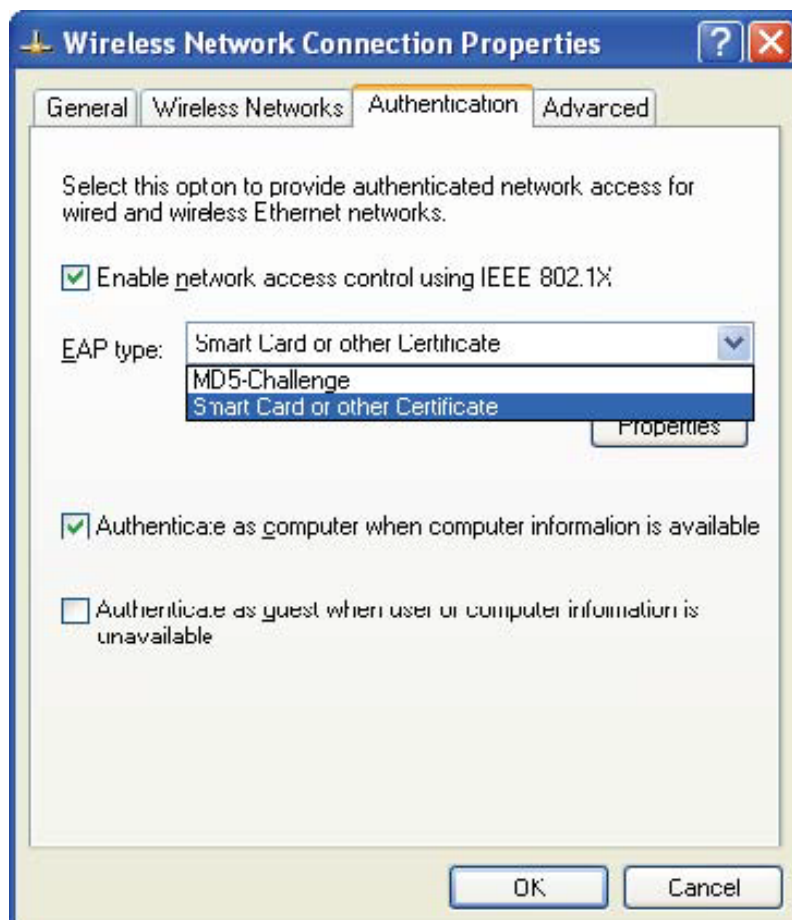 Wireless Network Connection Properties
General Wireless Networks Authentication Advanced
Select this option to provide authenticated network access for
wired and wireless Ethernet networks.
Enable network access control using IEEE 802.1X
EAP type: Smart Card or other Certificate
MD5-Challenge
Smart Card or other Certificate
Properties
Authenticate as computer when computer information is available
Authenticate as guest when user or computer information is
unavailable
OK Cancel